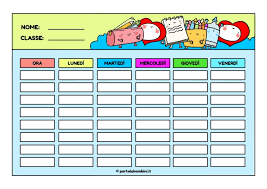 NOME:
CLASSE:
ORA LUNEDÌ MARTEDÌ MERCOLEDÌ GIOVEDÌ VENERDÌ
© portalebambini.it